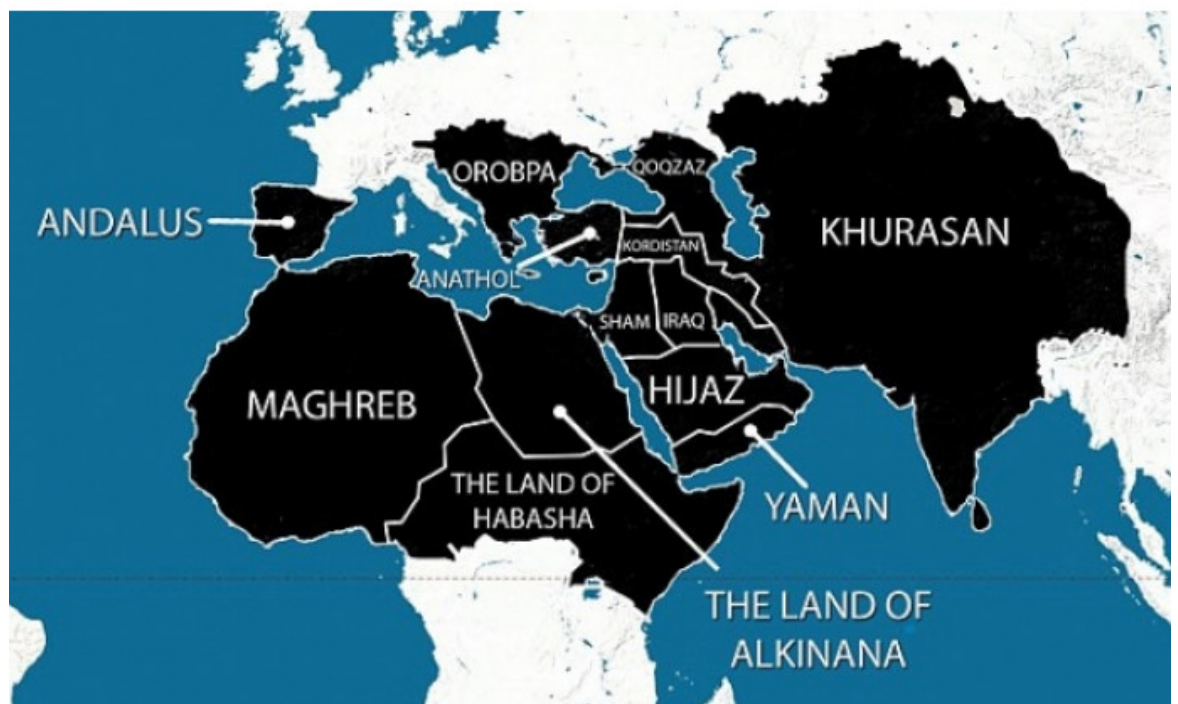 OROBPA
QOQZAZ
ANDALUS
KHURASAN
KORDISTAN
ANATHOL
SHAM
IRAQ
HIJAZ
MAGHREB
THE LAND OF
HABASHA
YAMAN
THE LAND OF
ALKINANA